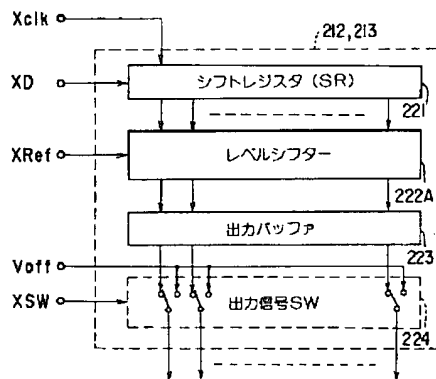 Xclk
212,213
XD
シフトレジスタ (SR)
221
XRef
レベルシフター
222A
出力バッファ
223
Voff
XSW
出力信号SW
224